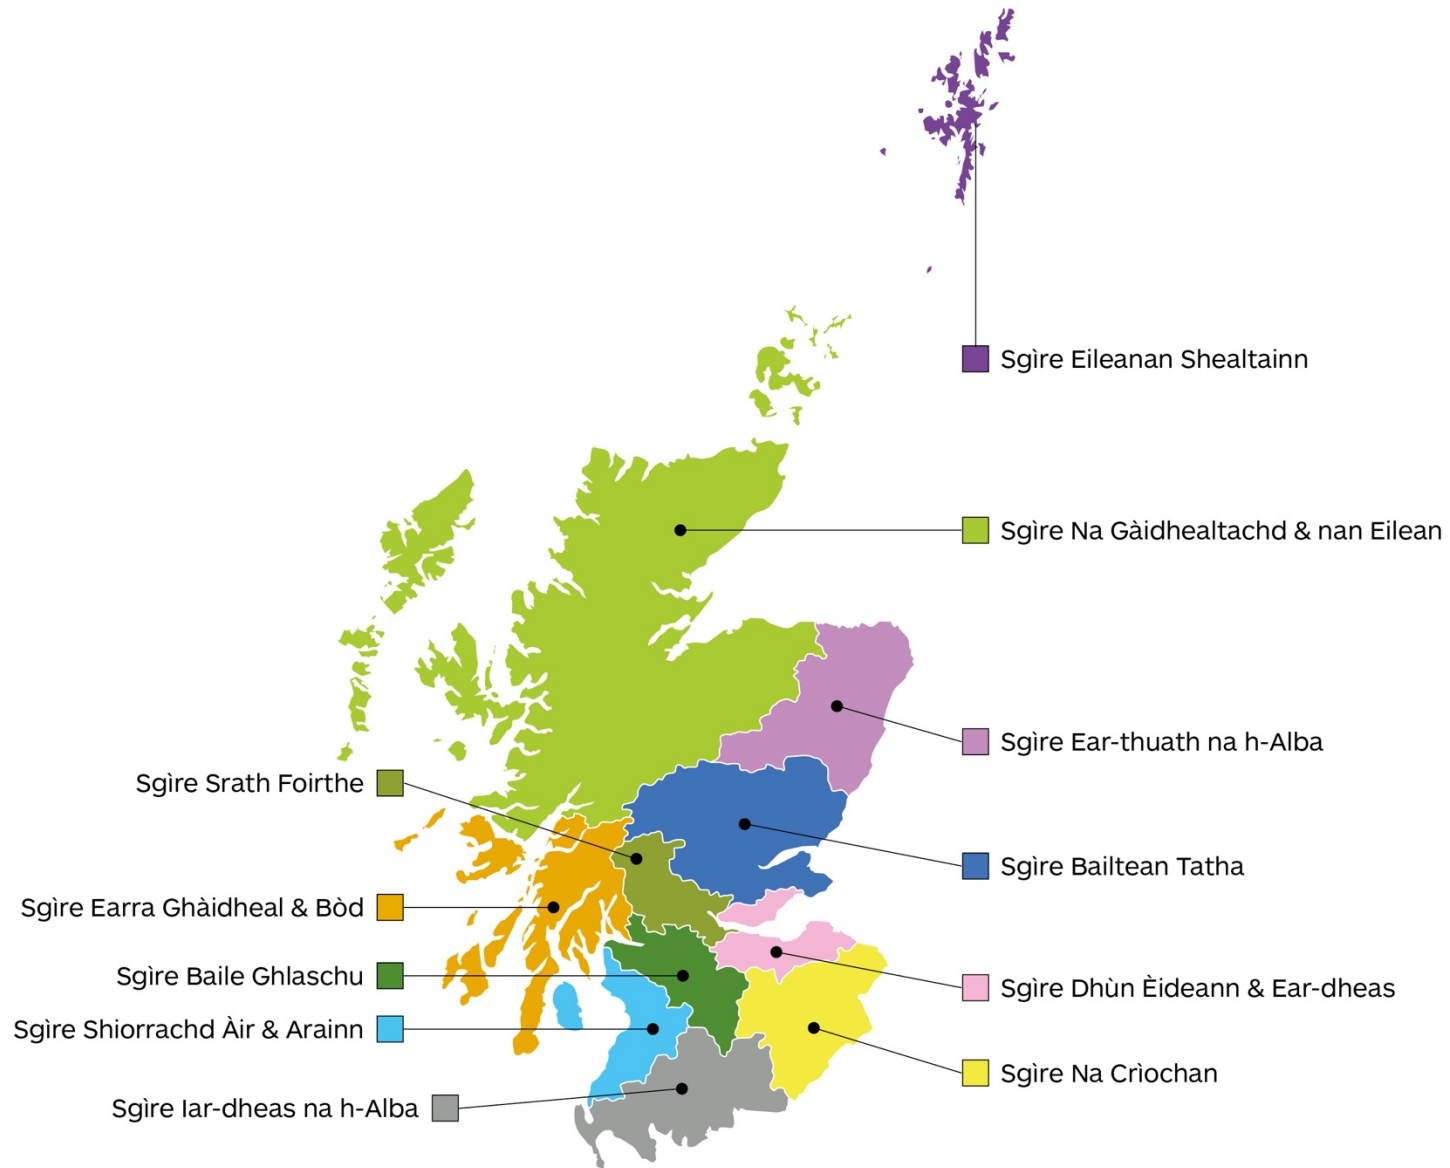 Sgìre Eileanan Shealtainn
Sgìre Na Gàidhealtachd & nan Eilean
Sgìre Ear-thuath na h-Alba
Sgìre Srath Foirthe
Sgìre Bailtean Tatha
Sgìre Earra Ghàidheal & Bòd
Sgìre Baile Ghlaschu
Sgìre Dhùn Èideann & Ear-dheas
Sgìre Shiorrachd Àir & Arainn
Sgìre Na Crìochan
Sgìre Iar-dheas na h-Alba